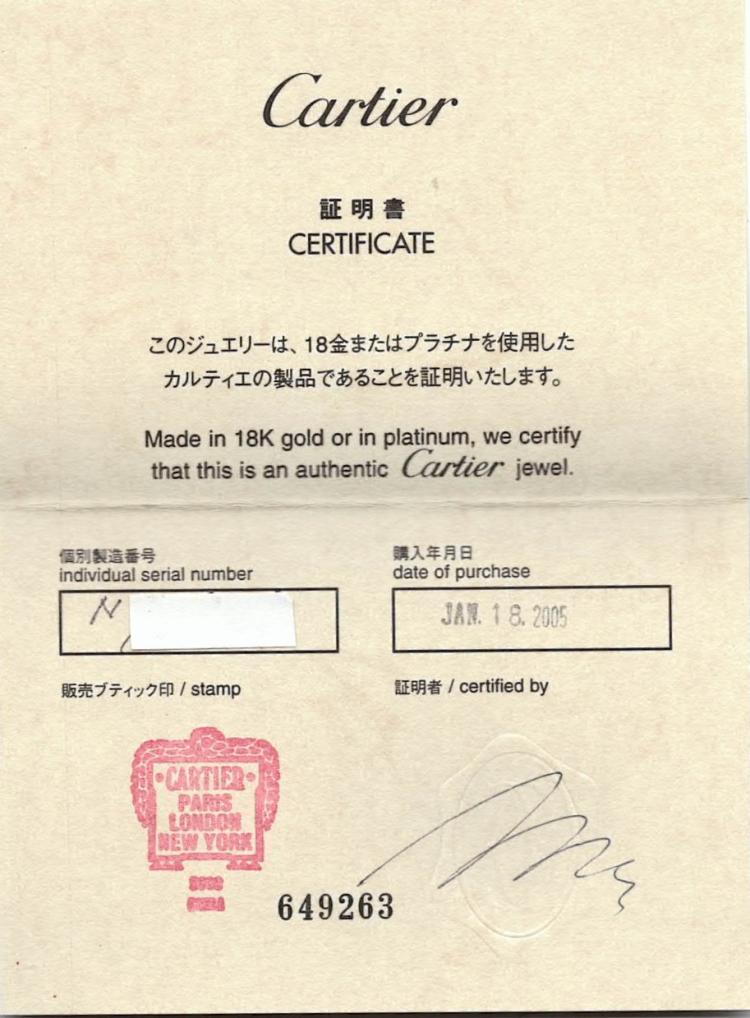 Cartier
証明書
CERTIFICATE
このジュエリーは、18金またはプラチナを使用した
カルティエの製品であることを証明いたします。
Made in 18K gold or in platinum, we certify
that this is an authentic Cartier jewel.
個別製造番号
individual serial number
N
購入年月日
date of purchase
JAN. 18. 2005
販売ブティック印 / stamp
証明者 / certified by
CARTIER
PARIS
LONDON
NEW YORK
649263